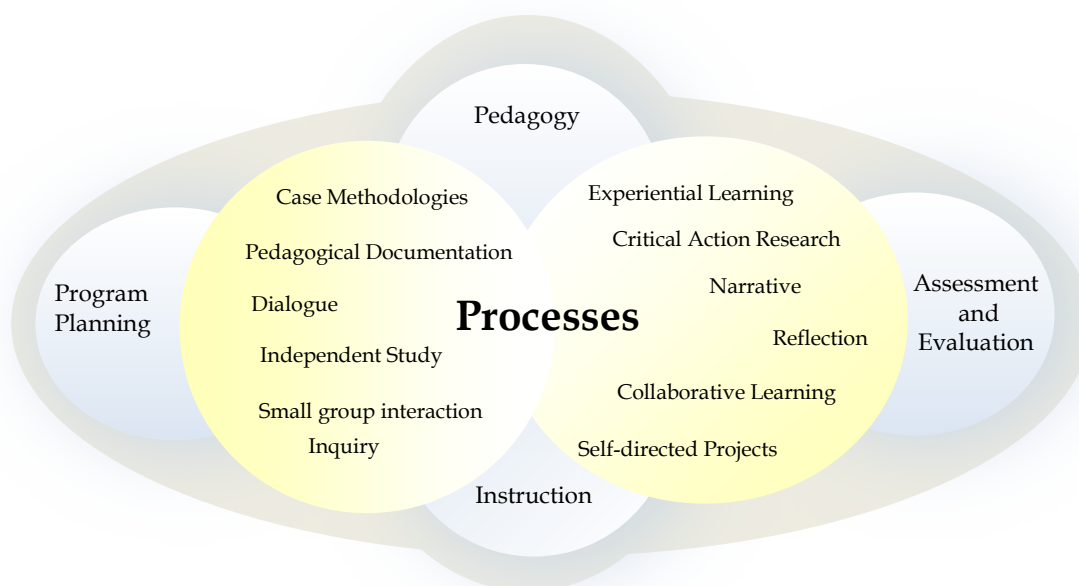 Pedagogy
Case Methodologies
Pedagogical Documentation
Dialogue
Independent Study
Small group interaction
Inquiry
Processes
Experiential Learning
Critical Action Research
Narrative
Reflection
Collaborative Learning
Self-directed Projects
Program
Planning
Assessment
and
Evaluation
Instruction